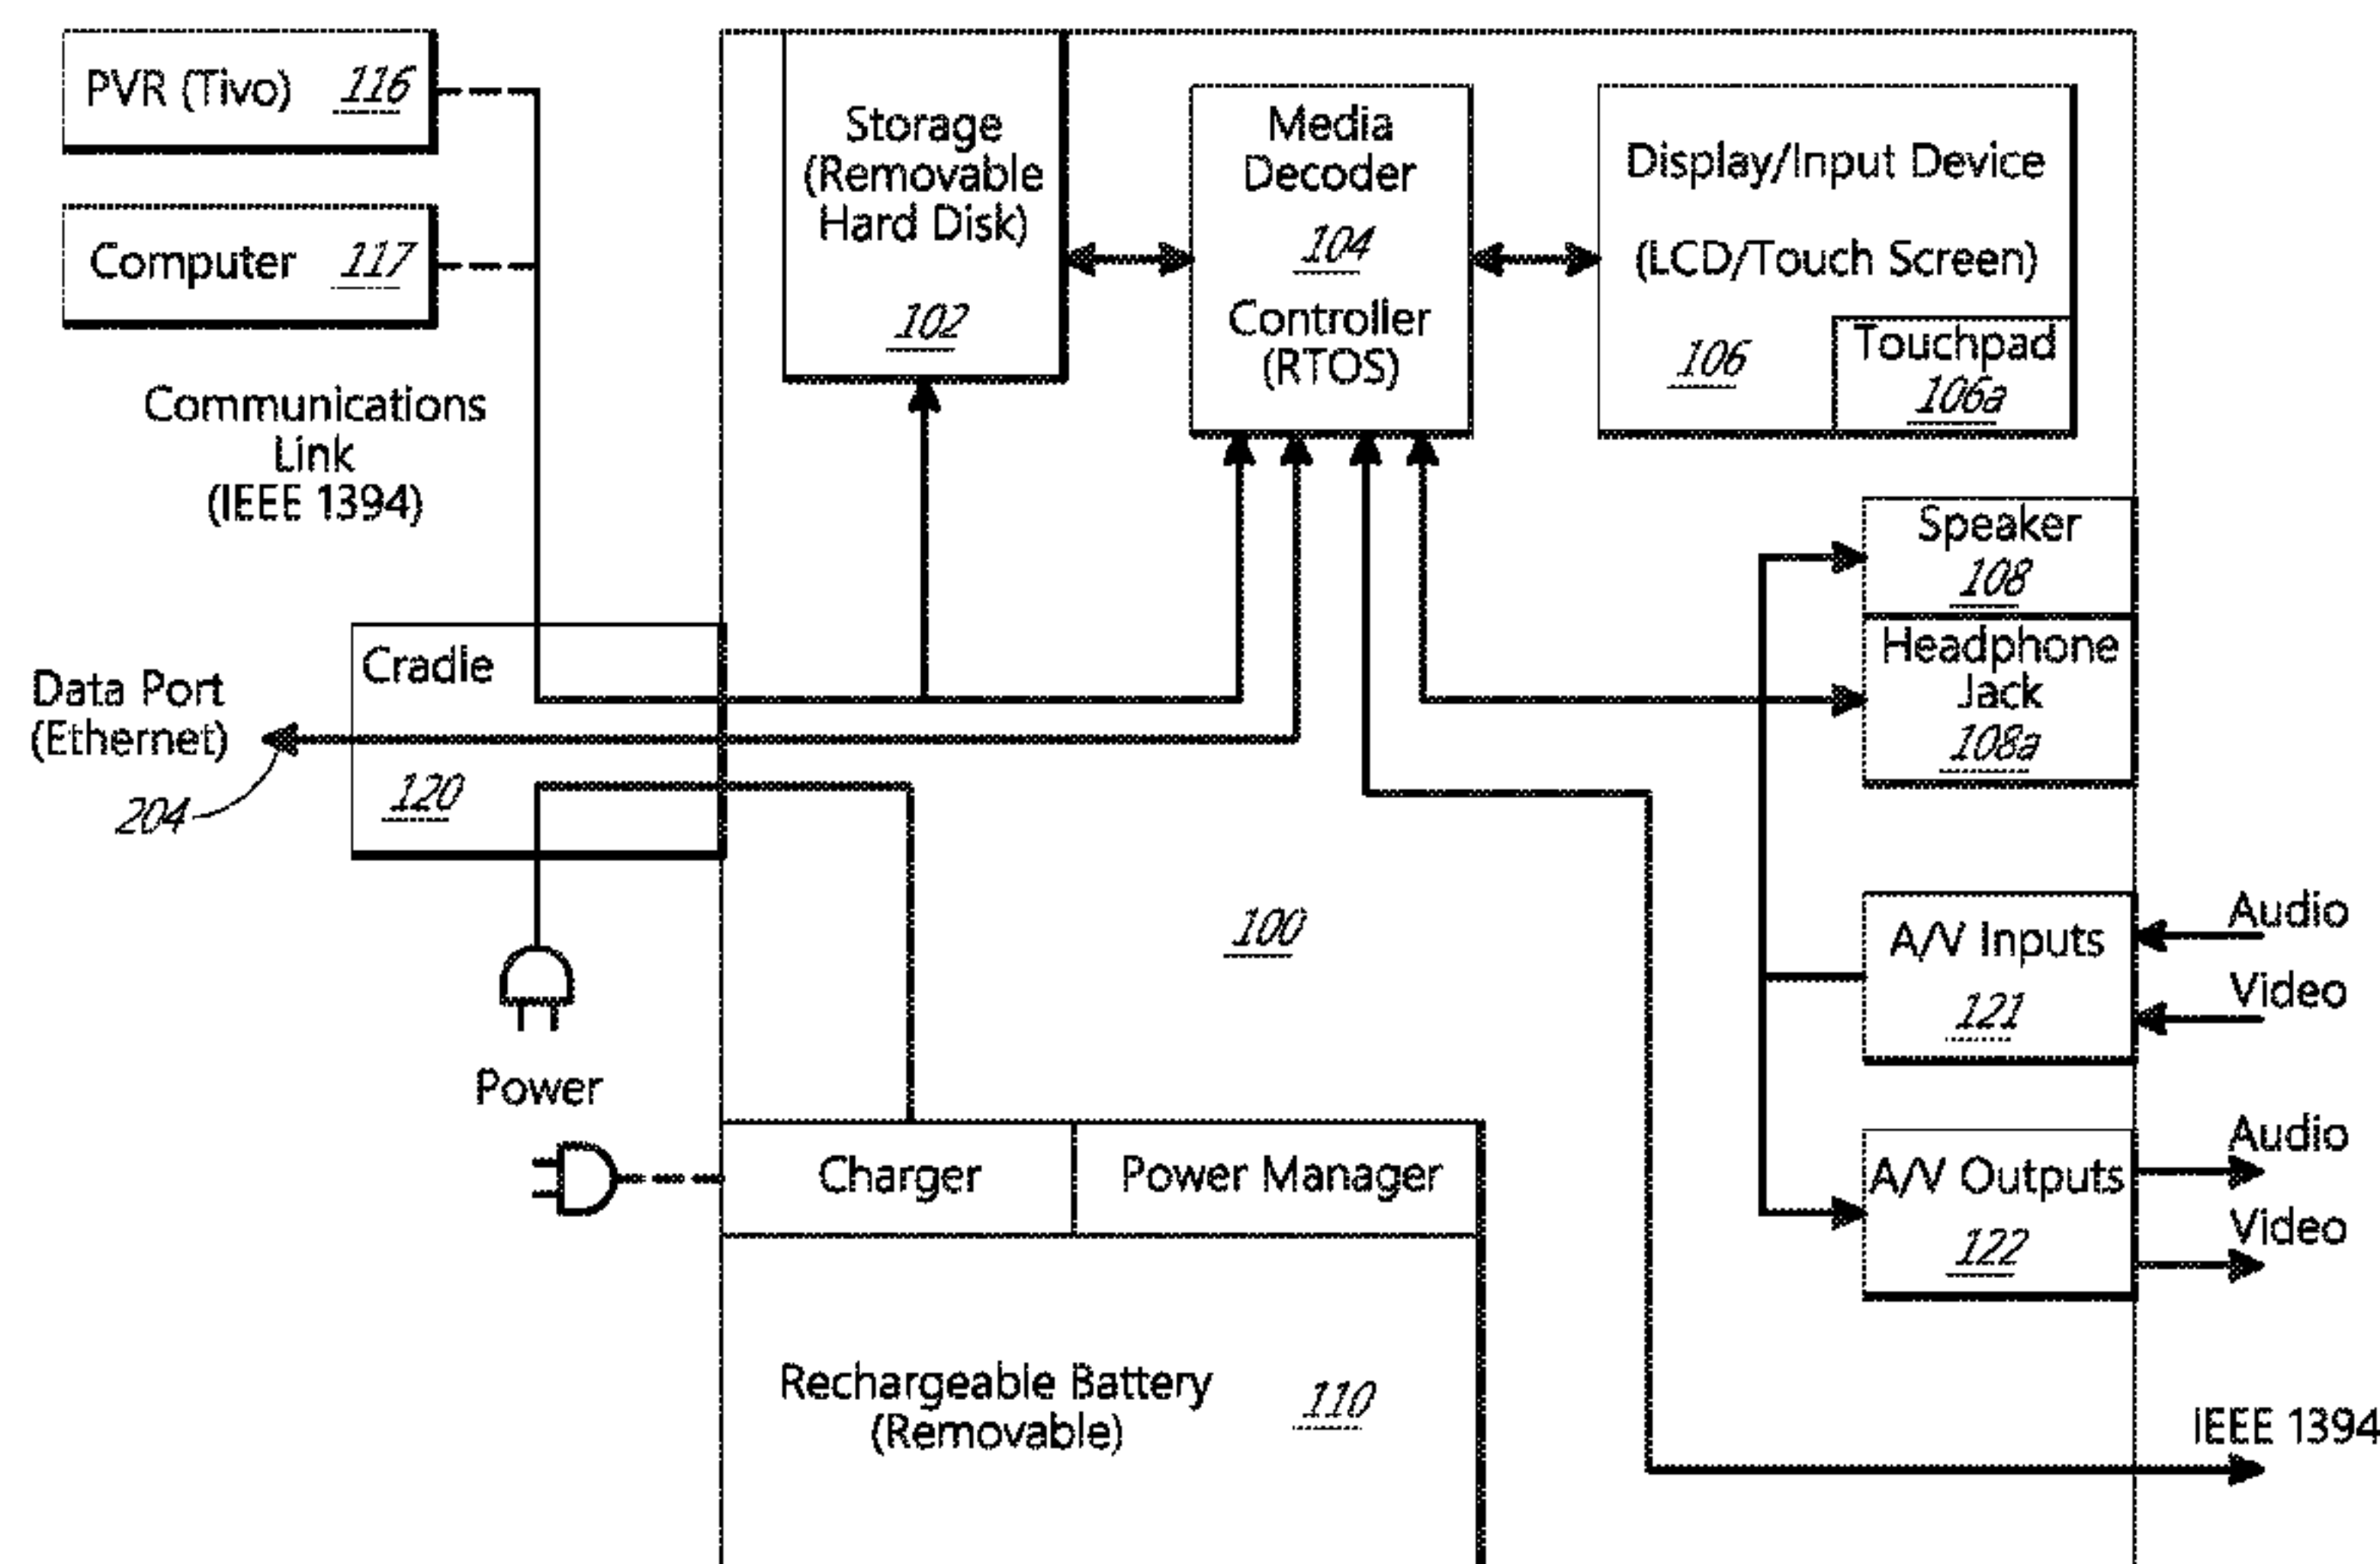 PVR (Tivo) 116
Computer 117
Communications
Link
(IEEE 1394)
Storage
(Removable
Hard Disk)
102
Media
Decoder
104
Controller
(RTOS)
Display/Input Device
(LCD/Touch Screen)
106
Touchpad
106a
Speaker
108
Headphone
Jack
108a
Cradle
120
Data Port
(Ethernet)
204
Power
100
A/V Inputs
121
Audio
Video
A/V Outputs
122
Audio
Video
Charger
Power Manager
Rechargeable Battery
(Removable)
110
IEEE 1394